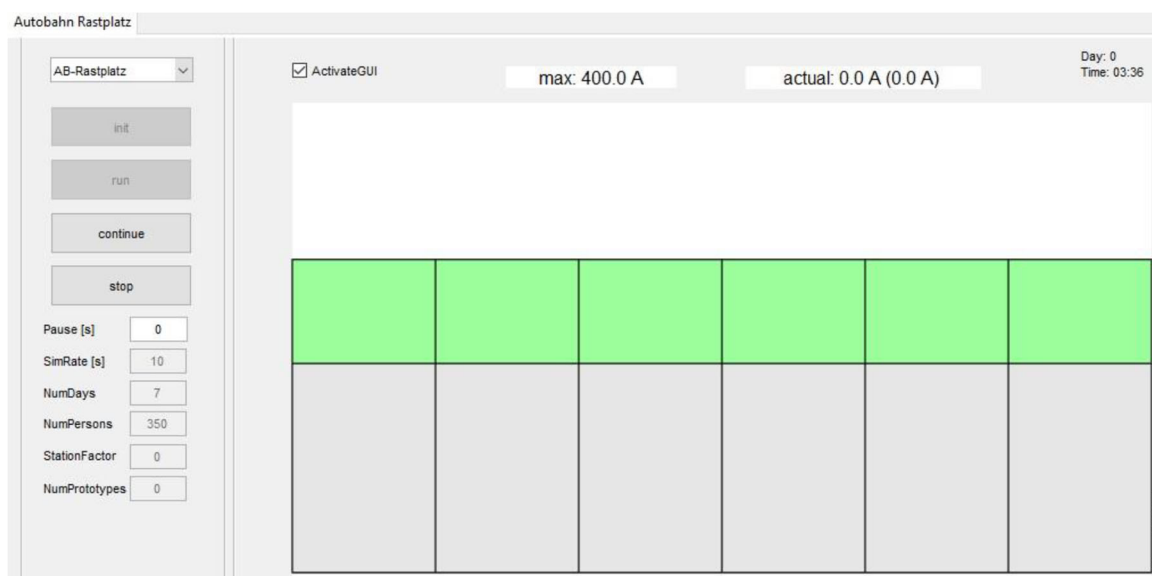 Autobahn Rastplatz
AB-Rastplatz
init
run
continue
stop
Pause [s] 0
SimRate [s] 10
NumDays 7
NumPersons 350
StationFactor 0
NumPrototypes 0
ActivateGUI
max: 400.0 A
actual: 0.0 A (0.0 A)
Day: 0
Time: 03:36